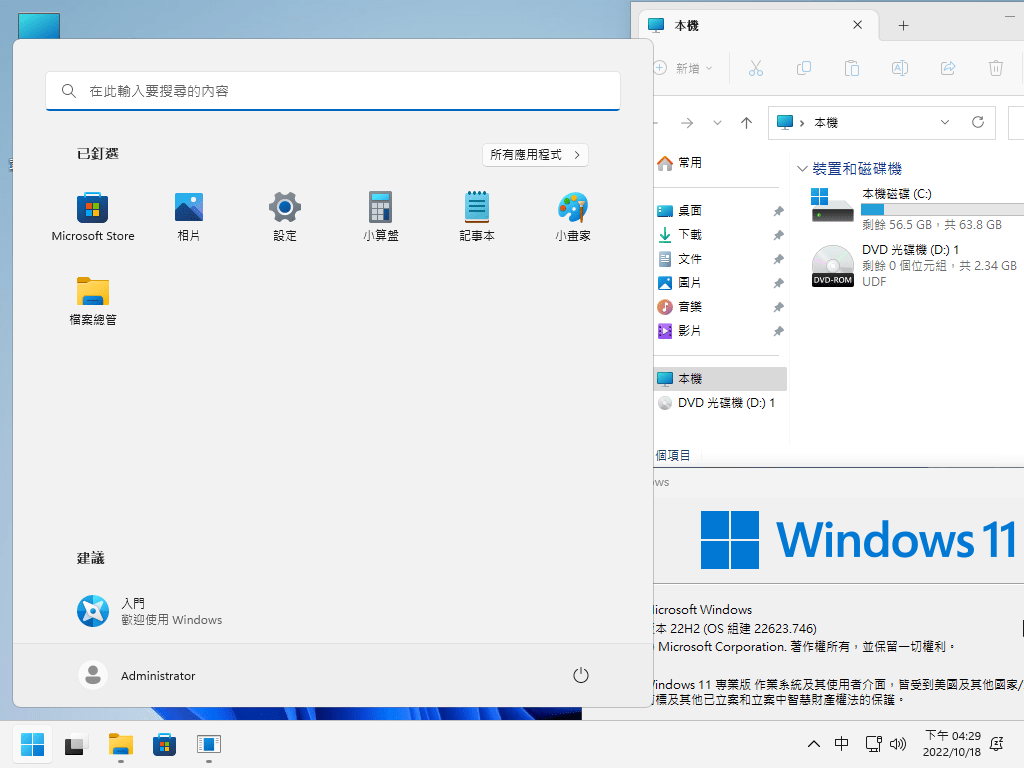 在此輸入要搜尋的內容
已釘選
所有應用程式
Microsoft Store
相片
設定
小算盤
記事本
小畫家
檔案總管
建議
入門
歡迎使用 Windows
Administrator
本機
新增
本機
常用
桌面
下載
文件
圖片
音樂
影片
本機
DVD 光碟機 (D:) 1
裝置和磁碟機
本機磁碟 (C:)
剩餘 56.5 GB，共 63.8 GB
DVD 光碟機 (D:) 1
剩餘 0 個位元組，共 2.34 GB
UDF
DVD-ROM
個項目
ows
Windows 11
Microsoft Windows
版本 22H2 (OS 組建 22623.746)
Microsoft Corporation. 著作權所有，並保留一切權利。
Windows 11 專業版 作業系統及其使用者介面，皆受到美國及其他國家/
標及其他已立案和立案中智慧財產權法的保護。
中
下午 04:29
2022/10/18